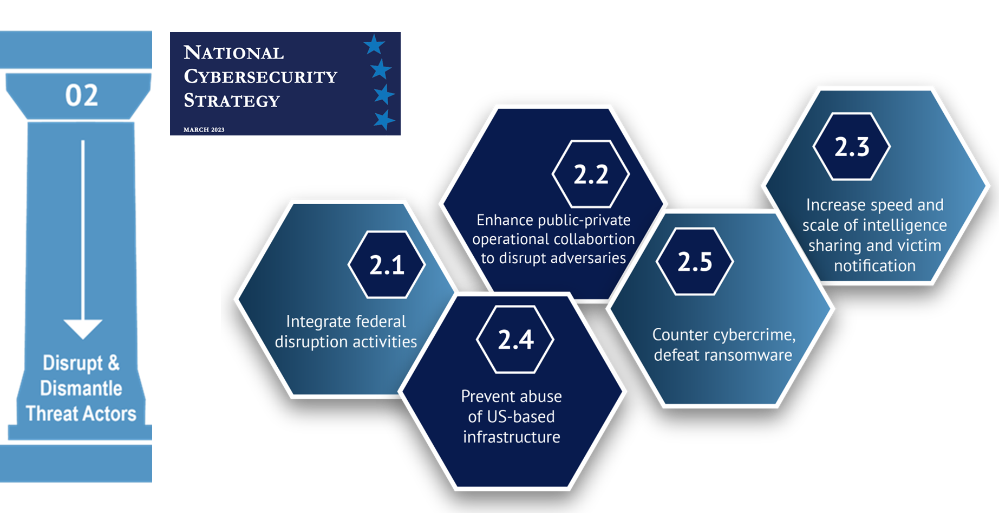 02
Disrupt &
Dismantle
Threat Actors
NATIONAL
CYBERSECURITY
STRATEGY
MARCH 2023
2.1
Integrate federal
disruption activities
2.2
Enhance public-private
operational collabortion
to disrupt adversaries
2.3
Increase speed and
scale of intelligence
sharing and victim
notification
2.4
Prevent abuse
of US-based
infrastructure
2.5
Counter cybercrime,
defeat ransomware